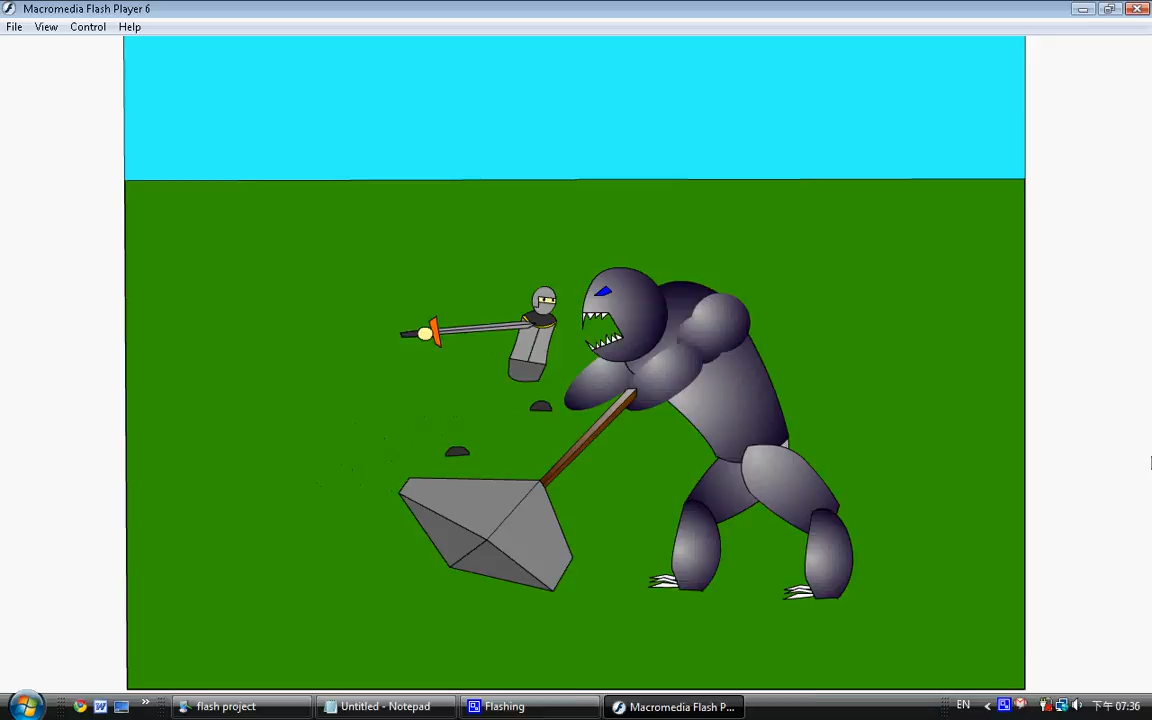 Macromedia Flash Player 6
File View Control Help
flash project Untitled - Notepad Flashing Macromedia Flash P... EN 下午 07:36